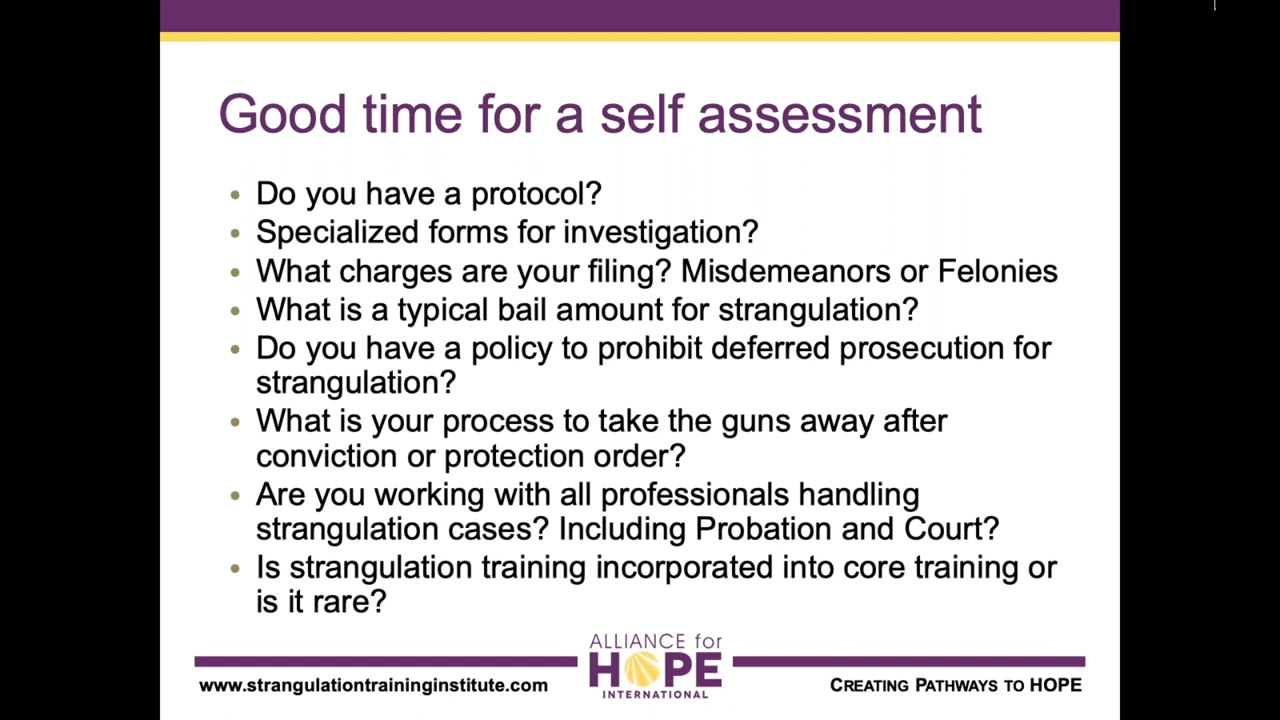 Good time for a self assessment
• Do you have a protocol?
• Specialized forms for investigation?
• What charges are your filing? Misdemeanors or Felonies
• What is a typical bail amount for strangulation?
• Do you have a policy to prohibit deferred prosecution for
strangulation?
• What is your process to take the guns away after
conviction or protection order?
• Are you working with all professionals handling
strangulation cases? Including Probation and Court?
• Is strangulation training incorporated into core training or
is it rare?
www.strangulationtraininginstitute.com
ALLIANCE for
HOPE
INTERNATIONAL
CREATING PATHWAYS TO HOPE